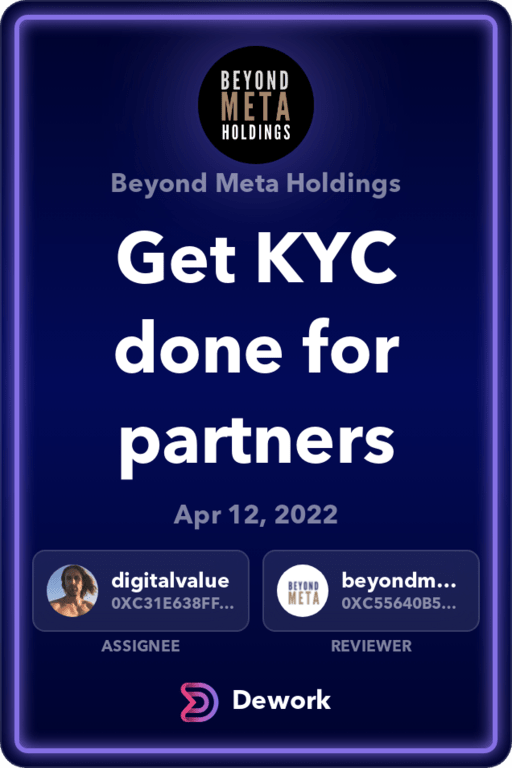 BEYOND
META
HOLDINGS
Beyond Meta Holdings
Get KYC
done for
partners
Apr 12, 2022
digitalvalue
0XC31E638FF...
ASSIGNEE
BEYOND
META
beyondm...
0XC55640B5...
REVIEWER
Dework